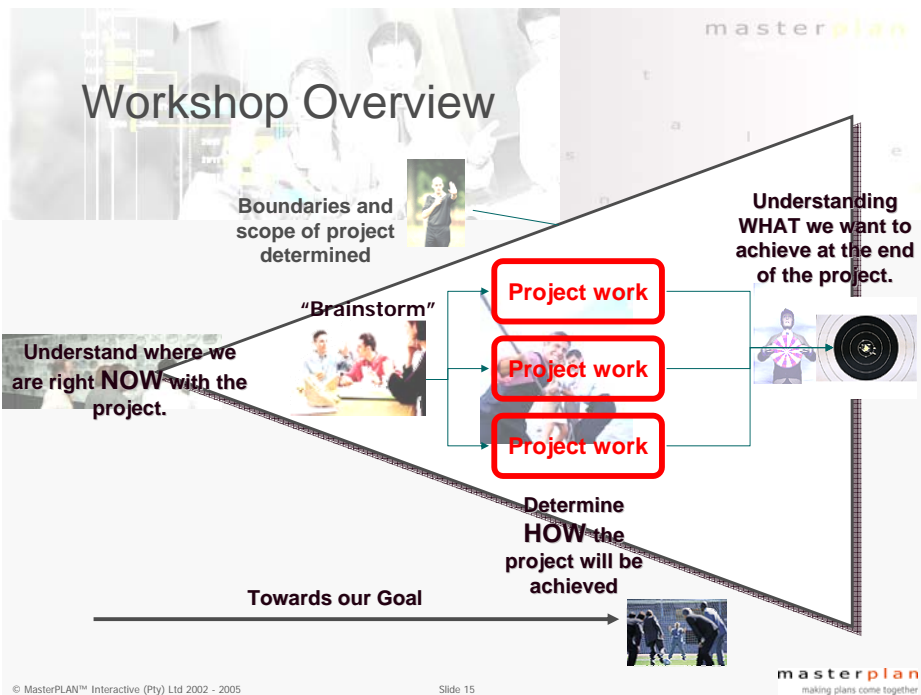 masterplan
Workshop Overview
t
a
l
s
n
e
Boundaries and
scope of project
determined
Understanding
WHAT we want to
achieve at the end
of the project.
“Brainstorm”
Project work
Project work
Project work
Understand where we
are right NOW with the
project.
Determine
HOW the
project will be
achieved
Towards our Goal
© MasterPLAN™ Interactive (Pty) Ltd 2002 - 2005
Slide 15
masterplan
making plans come together